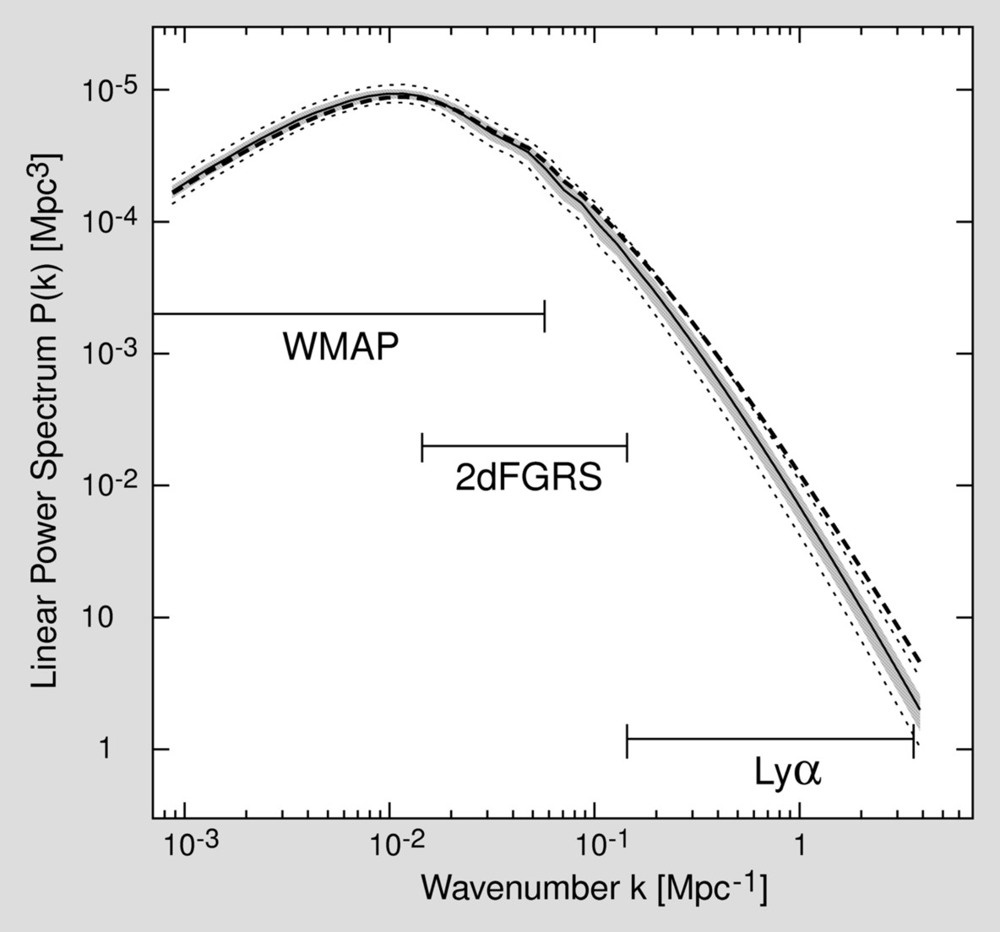 Linear Power Spectrum P(k) [Mpc³]
10⁻⁵
10⁻⁴
10⁻³
10⁻²
10
1
WMAP
2dFGRS
Lyα
10⁻³
10⁻²
10⁻¹
1
Wavenumber k [Mpc⁻¹]